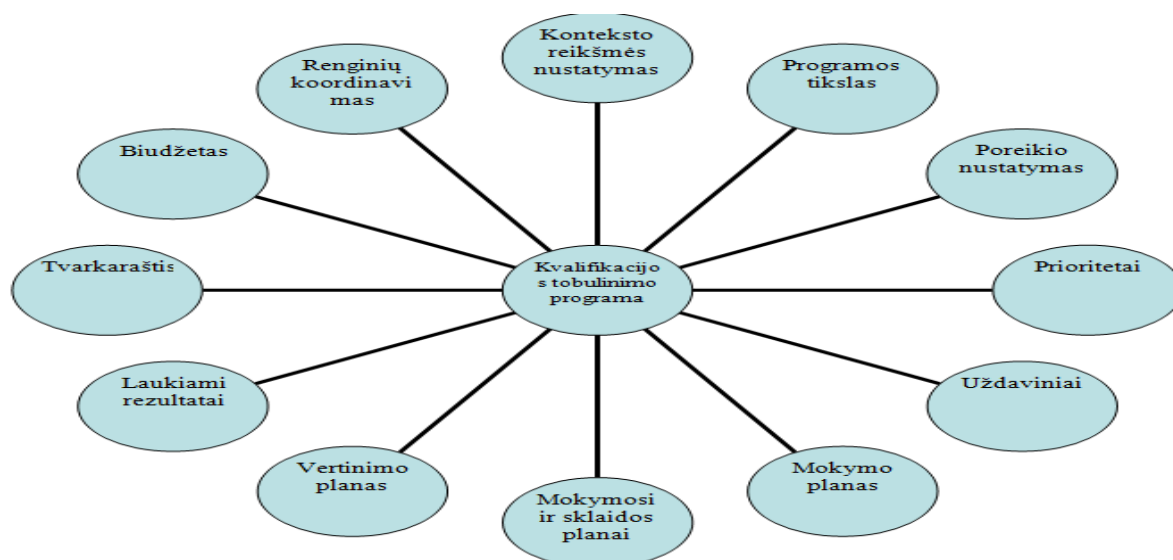 Konteksto
reikšmės
nustatymas
Programos
tikslas
Poreikio
nustatymas
Prioritetai
Uždaviniai
Mokymo
planas
Mokymosi
ir sklaidos
planai
Vertinimo
planas
Laukiami
rezultatai
Tvarkaraštis
Biudžetas
Renginių
koordinavi
mas
Kvalifikacijo
s tobulinimo
programa